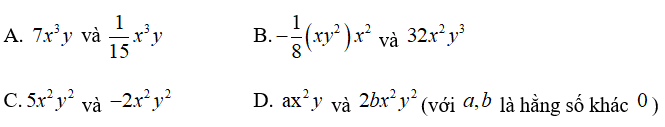 A. 7x³y và 1/15 x³y B. −1/8(xy²)x² và 32x²y³
C. 5x²y² và −2x²y² D. ax²y và 2bx²y² (với a,b là hằng số khác 0)